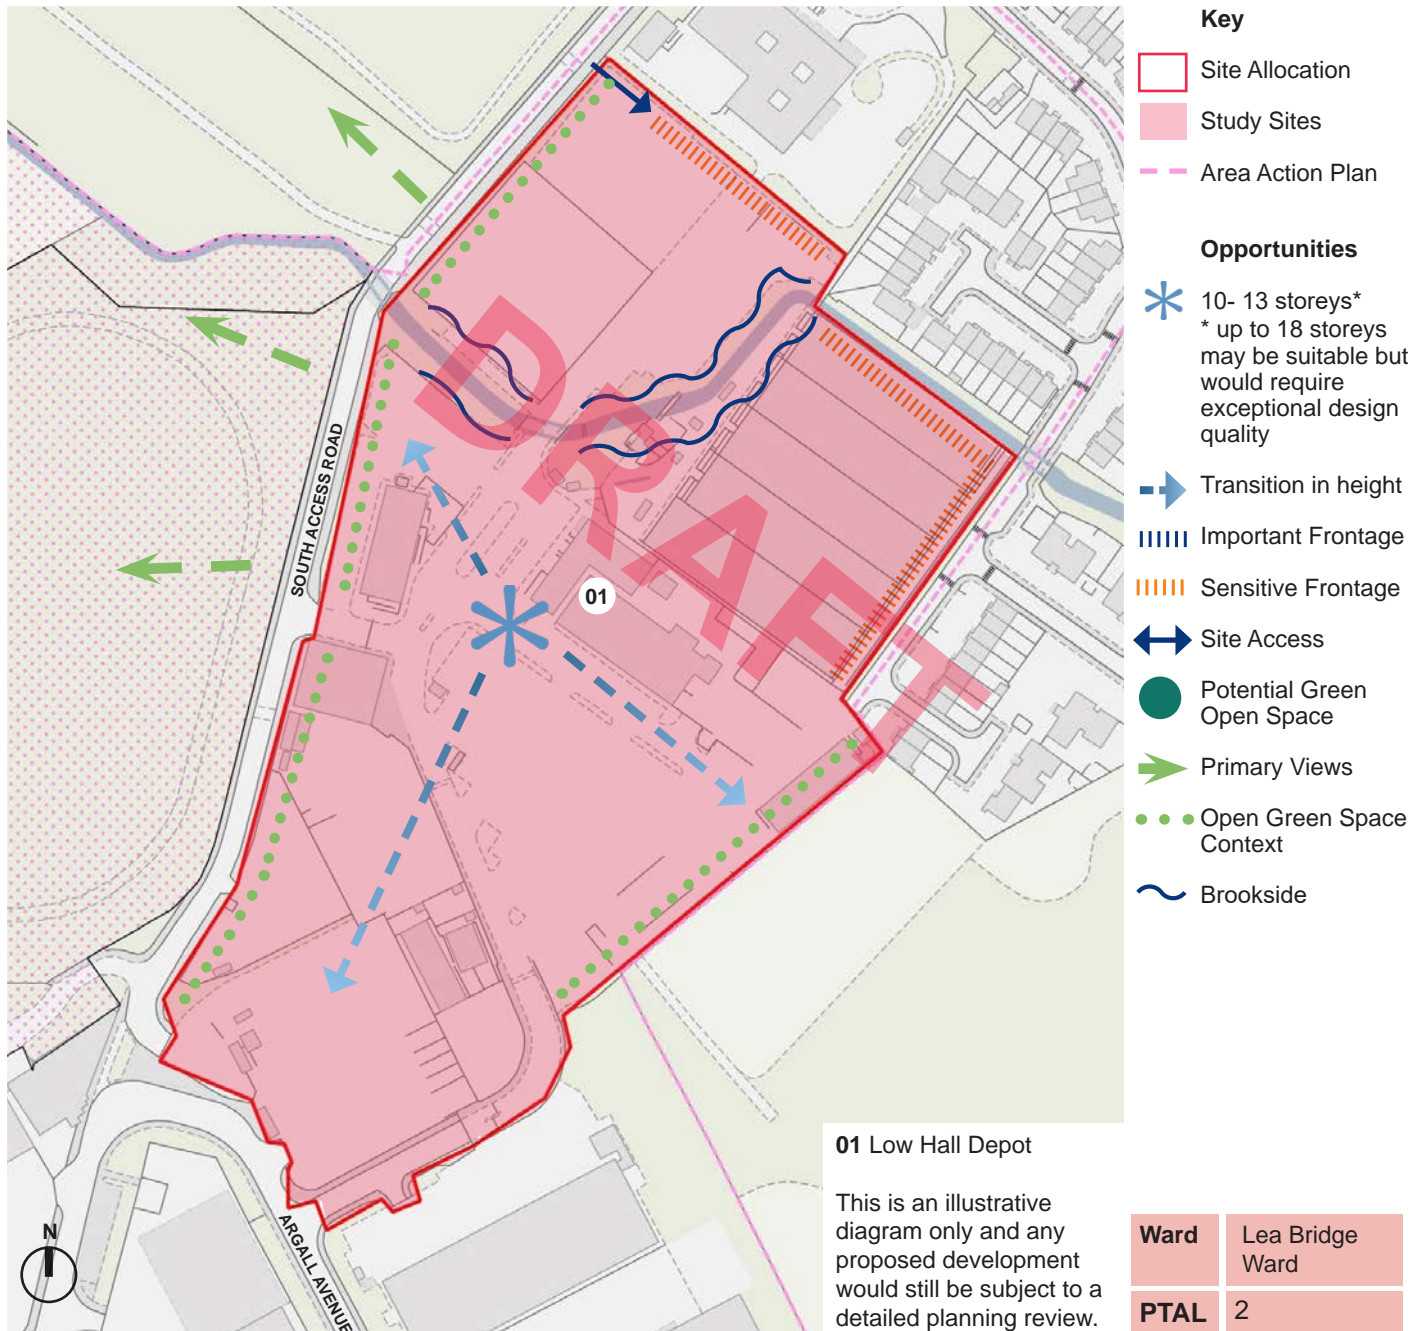 Key
Site Allocation
Study Sites
Area Action Plan
Opportunities
10- 13 storeys*
* up to 18 storeys
may be suitable but
would require
exceptional design
quality
Transition in height
Important Frontage
Sensitive Frontage
Site Access
Potential Green
Open Space
Primary Views
Open Green Space
Context
Brookside
SOUTH ACCESS ROAD
01
DRAFT
ARGALL AVENUE
N
01 Low Hall Depot
This is an illustrative
diagram only and any
proposed development
would still be subject to a
detailed planning review.
Ward Lea Bridge
Ward
PTAL 2